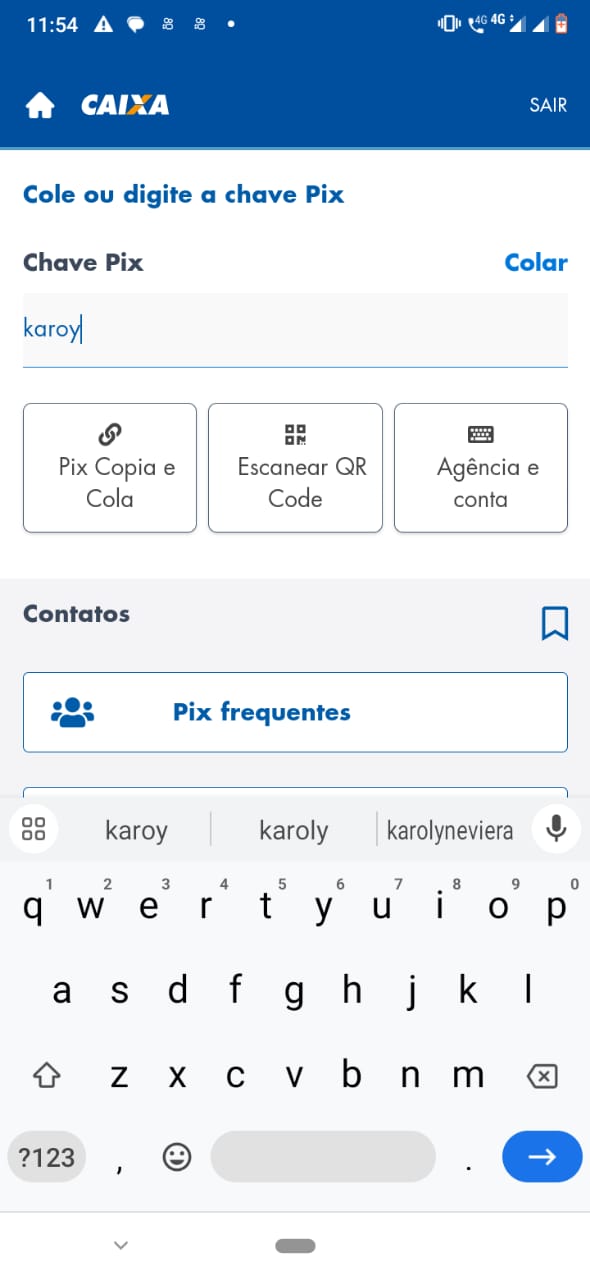 11:54
4G 4G
CAIXA
SAIR
Cole ou digite a chave Pix
Chave Pix
Colar
karoy
Pix Copia e
Cola
Escanear QR
Code
Agência e
conta
Contatos
Pix frequentes
karoy karoly karolyneviera
1 2 3 4 5 6 7 8 9 0
q w e r t y u i o p
a s d f g h j k l
z x c v b n m
?123 , .